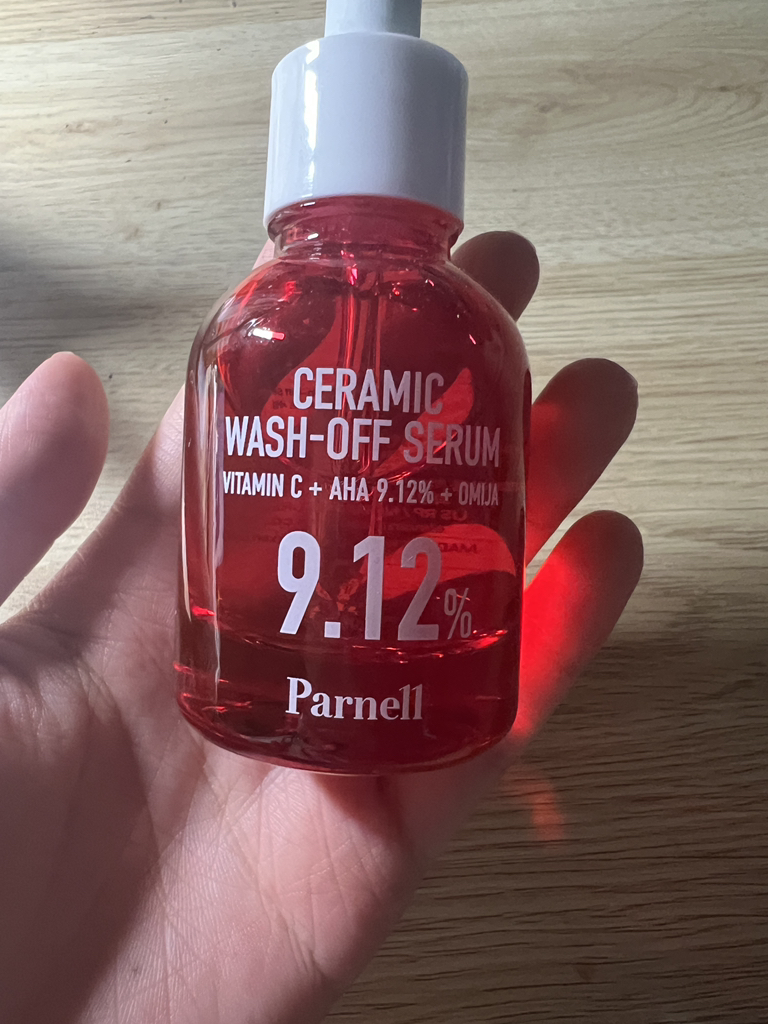 CERAMIC
WASH-OFF SERUM
VITAMIN C + AHA 9.12% + OMIJA
9.12%
Parnell